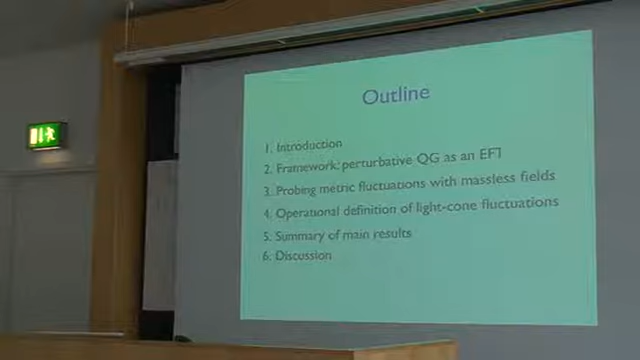 Outline
1. Introduction
2. Framework: perturbative QG as an EFT
3. Probing metric fluctuations with massless fields
4. Operational definition of light-cone fluctuations
5. Summary of main results
6. Discussion